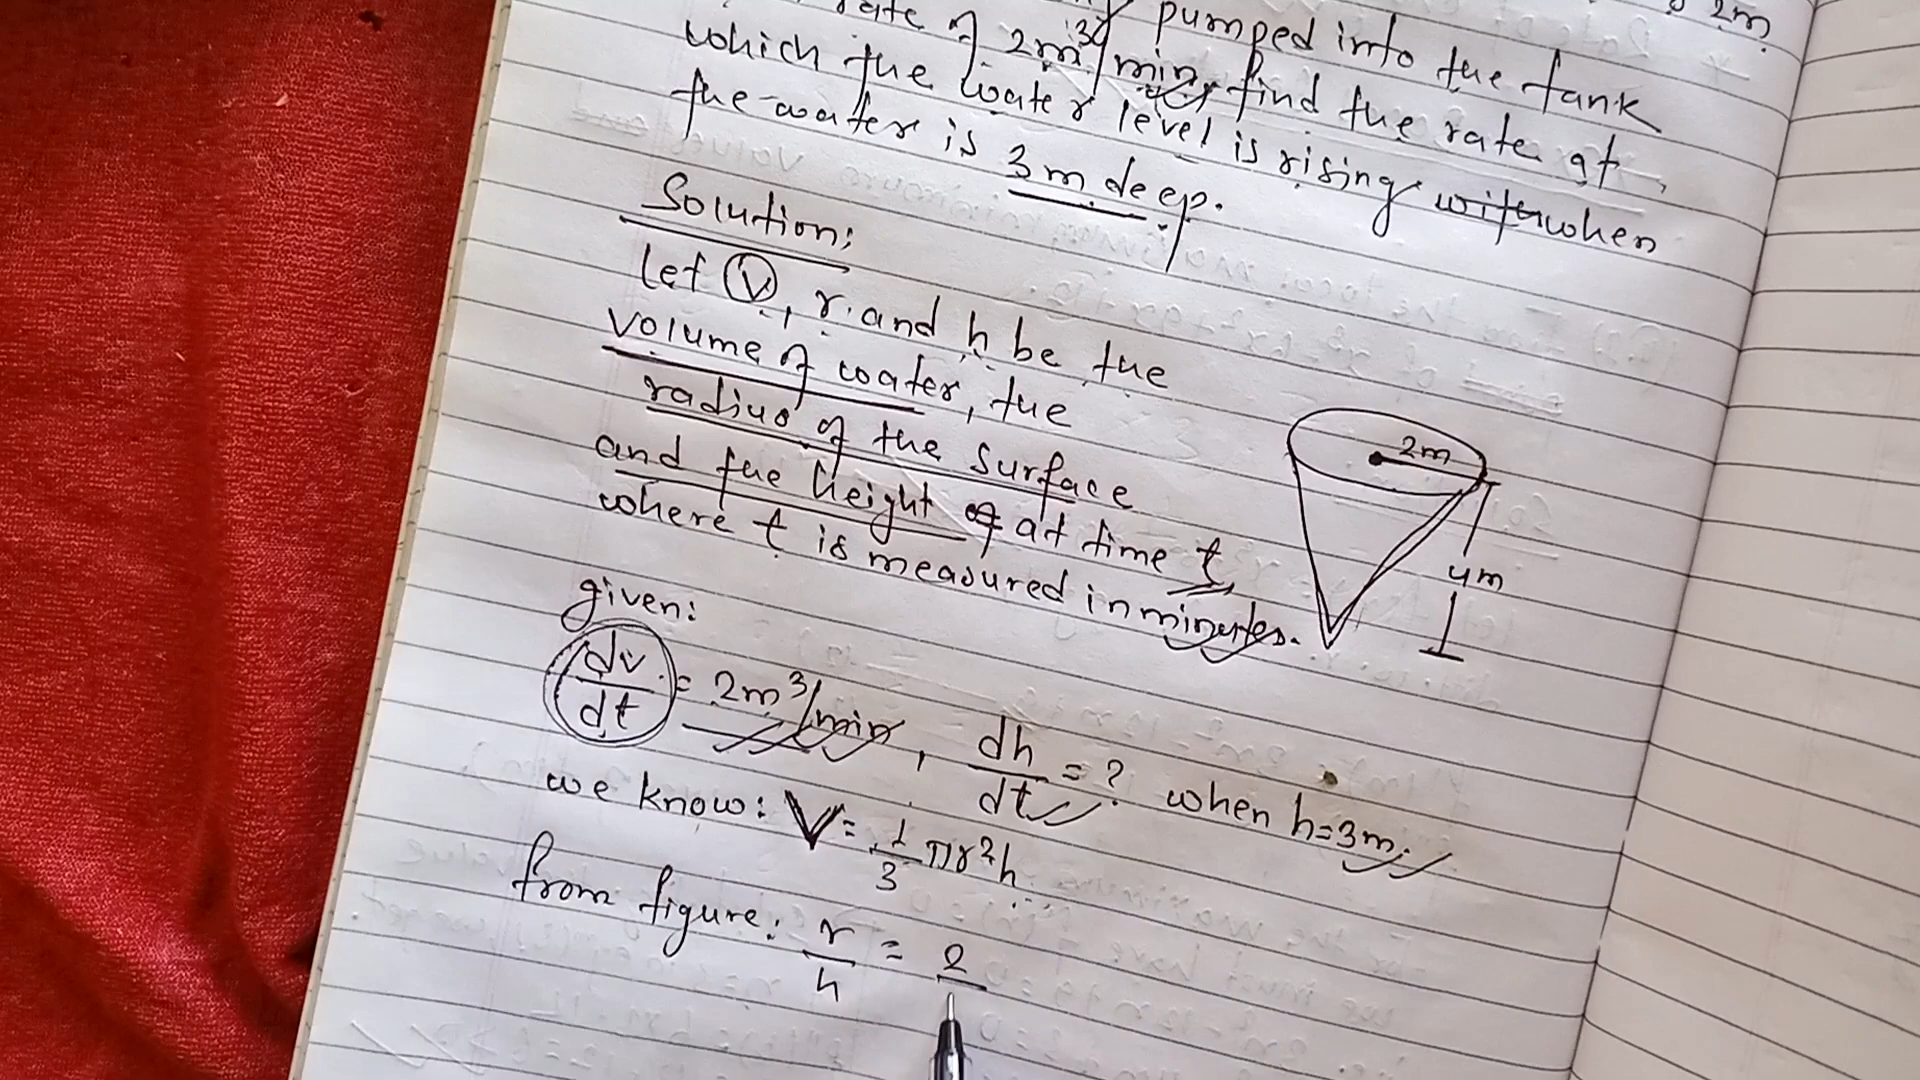 2m
rate of 2m³/min, pumped into the tank
find the rate at
which the water level is rising when
the water is 3m deep.
Solution:
let V, r and h be the
volume of water, the
radius of the surface
and the height at time t,
where t is measured in minutes.
2m
4m
given:
dv/dt = 2m³/min, dh/dt = ? when h=3m.
we know: V = 1/3 πr²h
from figure: r/h = 2